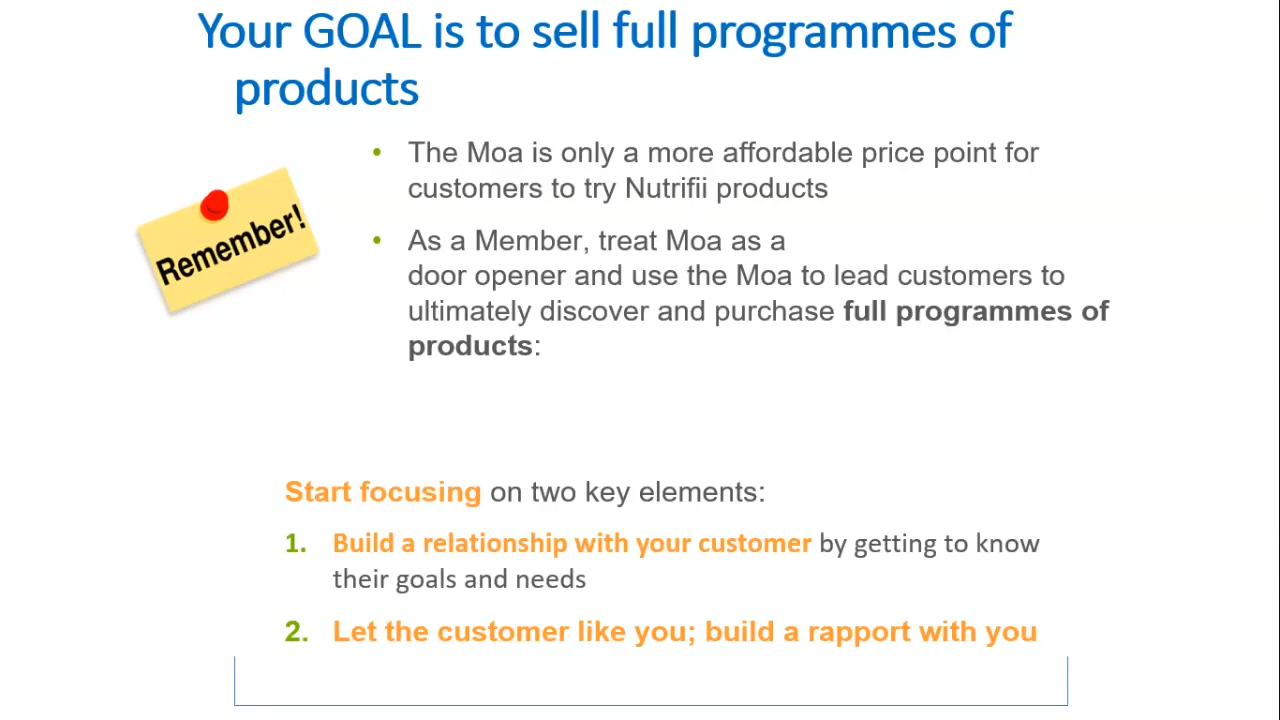 Your GOAL is to sell full programmes of
products
• The Moa is only a more affordable price point for
customers to try Nutrifii products
Remember!
• As a Member, treat Moa as a
door opener and use the Moa to lead customers to
ultimately discover and purchase full programmes of
products:
Start focusing on two key elements:
1. Build a relationship with your customer by getting to know
their goals and needs
2. Let the customer like you; build a rapport with you